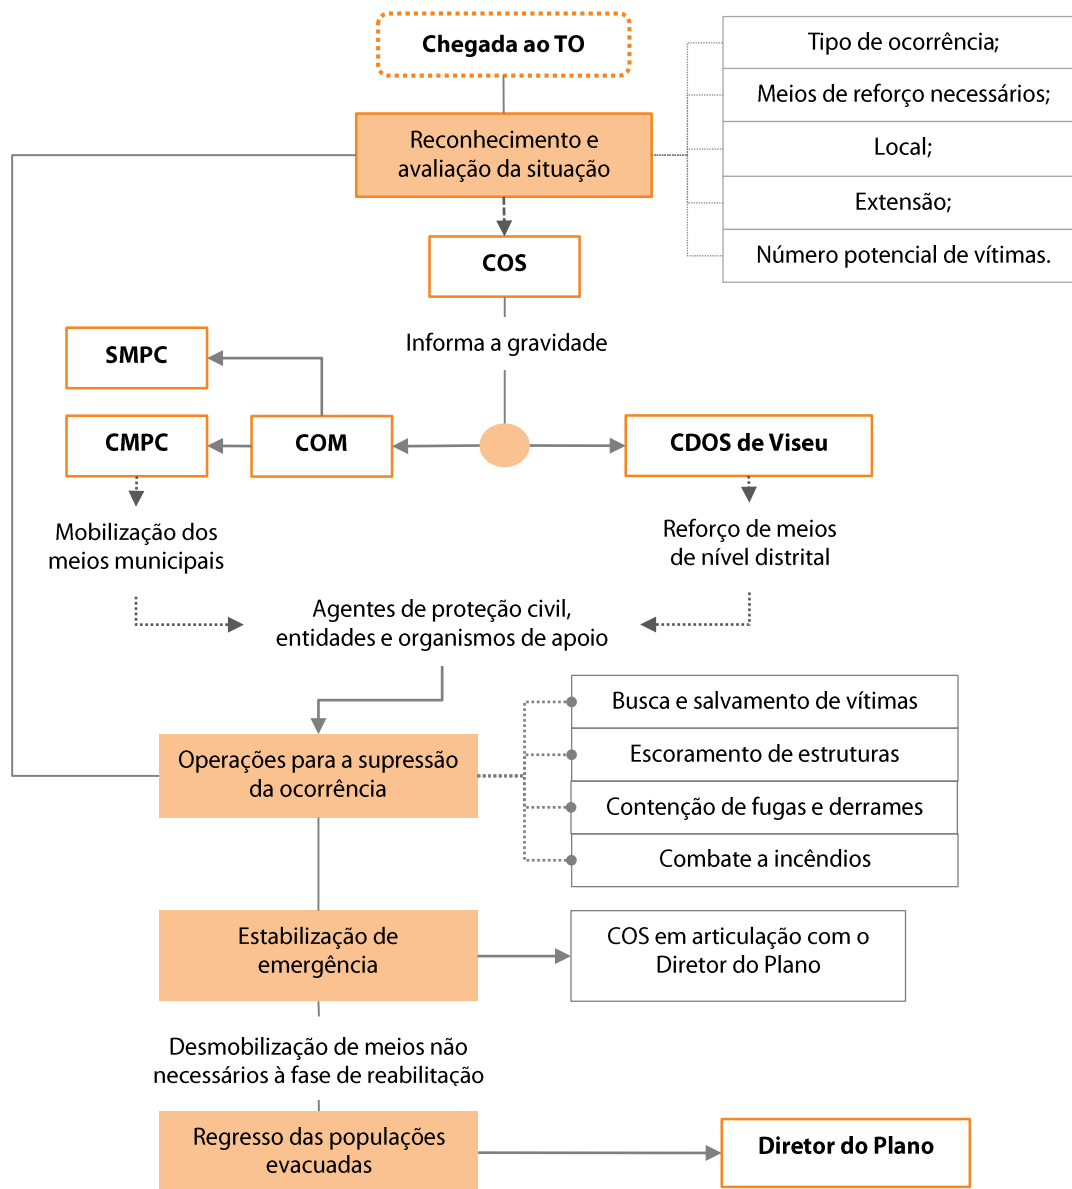 Chegada ao TO
Reconhecimento e
avaliação da situação
Tipo de ocorrência;
Meios de reforço necessários;
Local;
Extensão;
Número potencial de vítimas.
COS
Informa a gravidade
SMPC
CMPC
COM
CDOS de Viseu
Mobilização dos
meios municipais
Reforço de meios
de nível distrital
Agentes de proteção civil,
entidades e organismos de apoio
Operações para a supressão
da ocorrência
Busca e salvamento de vítimas
Escoramento de estruturas
Contenção de fugas e derrames
Combate a incêndios
Estabilização de
emergência
COS em articulação com o
Diretor do Plano
Desmobilização de meios não
necessários à fase de reabilitação
Regresso das populações
evacuadas
Diretor do Plano